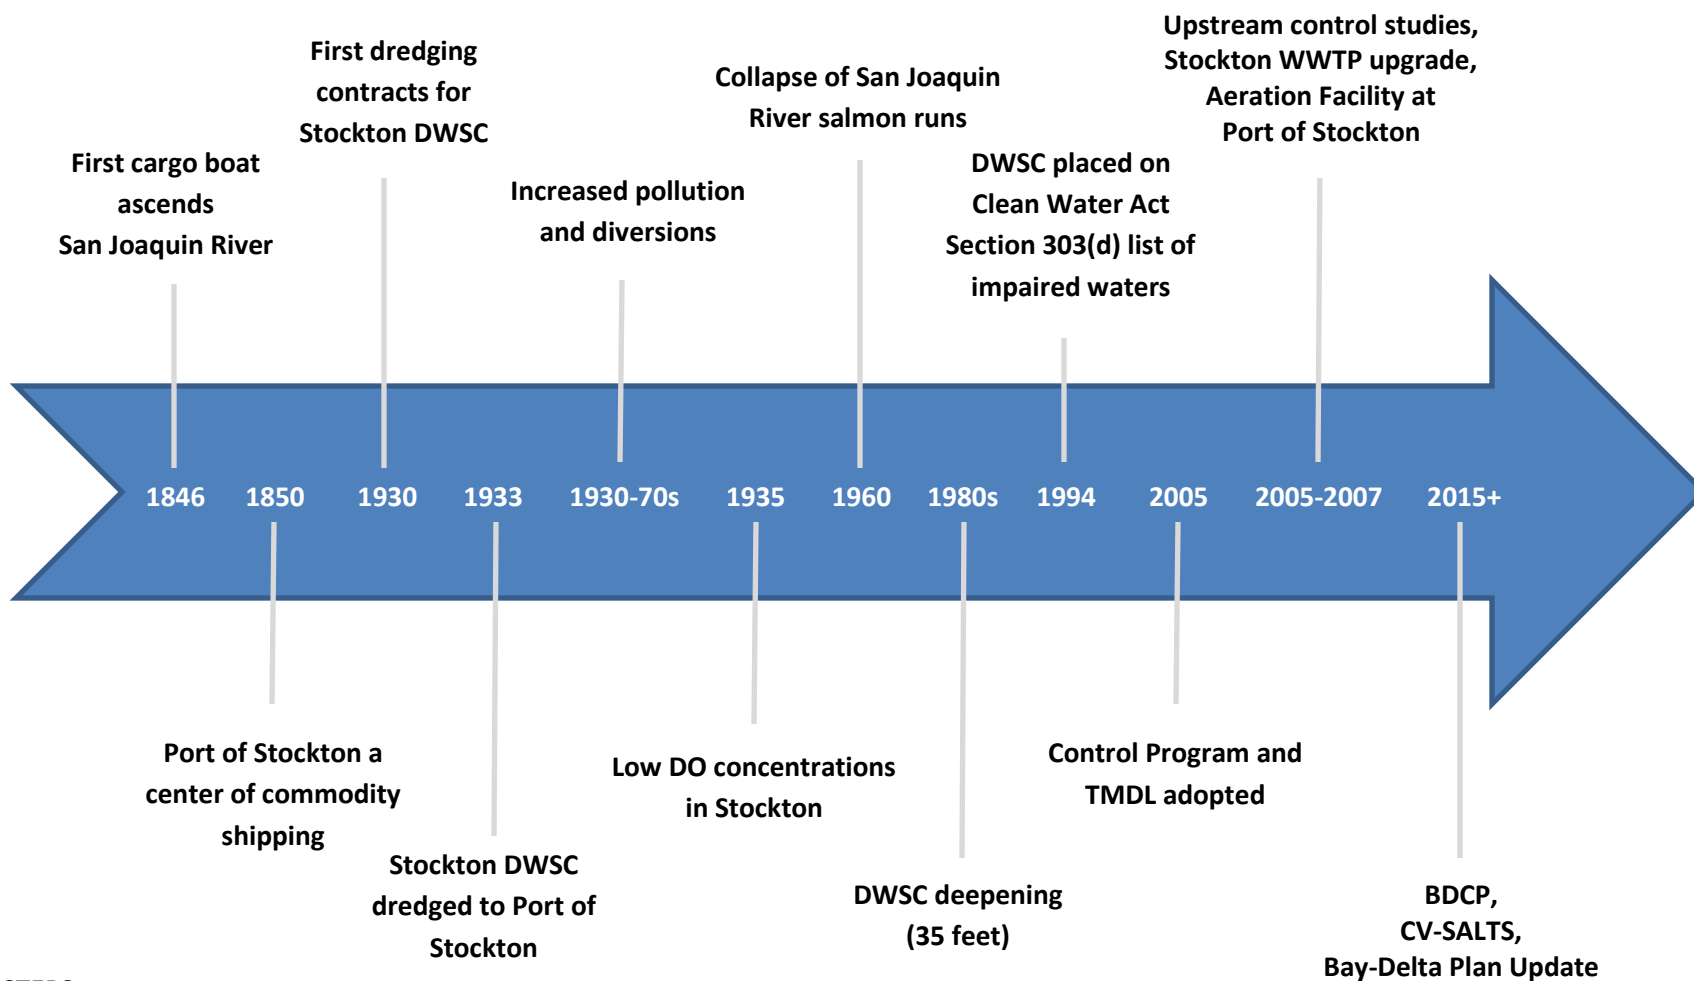 Upstream control studies,
Stockton WWTP upgrade,
Aeration Facility at
Port of Stockton
First dredging
contracts for
Stockton DWSC
Collapse of San Joaquin
River salmon runs
First cargo boat
ascends
San Joaquin River
Increased pollution
and diversions
DWSC placed on
Clean Water Act
Section 303(d) list of
impaired waters
1846 1850 1930 1933 1930-70s 1935 1960 1980s 1994 2005 2005-2007 2015+
Port of Stockton a
center of commodity
shipping
Low DO concentrations
in Stockton
Control Program and
TMDL adopted
Stockton DWSC
dredged to Port of
Stockton
DWSC deepening
(35 feet)
BDCP,
CV-SALTS,
Bay-Delta Plan Update